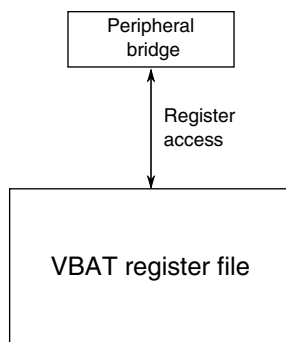 Peripheral
bridge
Register
access
VBAT register file